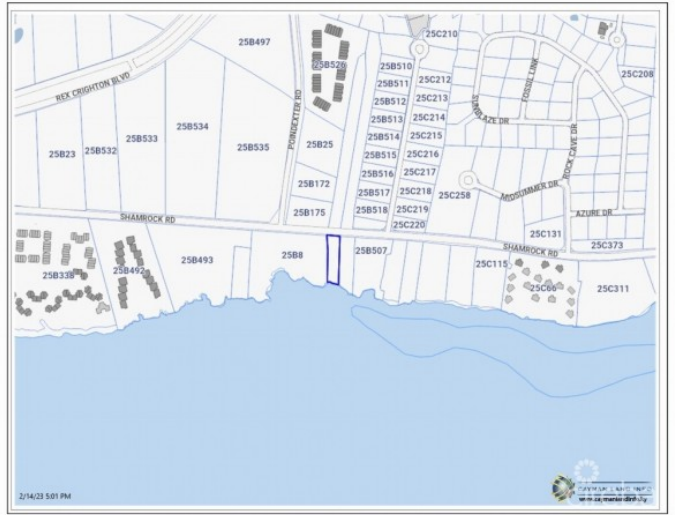 25C210
25B497
25B526
25B510
25C208
25B511
25C212
REX CRIGHTON BLVD
POINDEXTER RD
FOSSIL LINK
25B512
25C213
25B513
25C214
SUNBLAZE DR
25B534
25B533
25B514
25C215
ROCK CAVE DR
25B23
25B532
25B535
25B25
25B515
25C216
25B516
25C217
25B172
25B517
25C218
25C258
MIDSUMMER DR
25B175
25B518
25C219
AZURE DR
SHAMROCK RD
25C220
25C131
25C373
SHAMROCK RD
25B338
25B492
25B493
25B8
25B507
25C115
25C66
25C311
2/14/23 5:01 PM